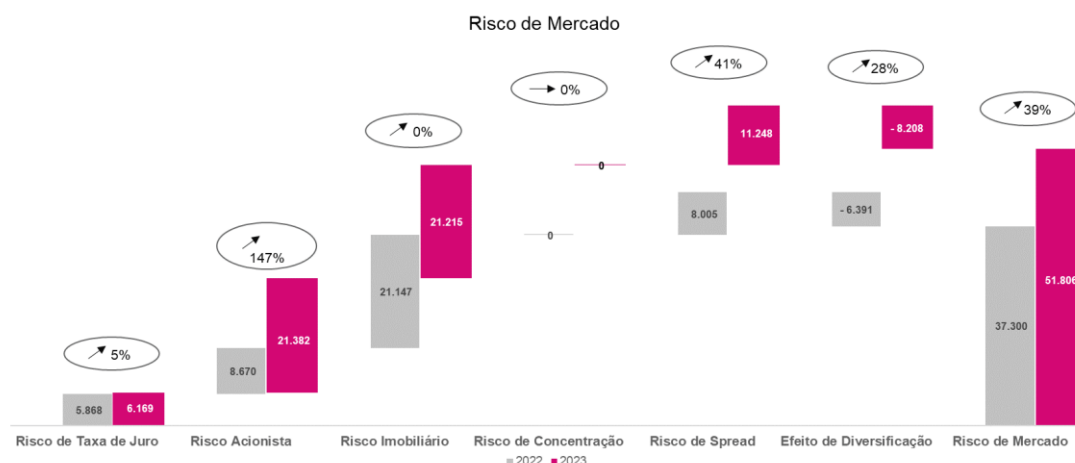 Risco de Mercado
5%
147%
0%
0%
41%
28%
39%
5.868
6.169
8.670
21.382
21.147
21.215
0
0
8.005
11.248
- 6.391
- 8.208
37.300
51.806
Risco de Taxa de Juro
Risco Acionista
Risco Imobiliário
Risco de Concentração
Risco de Spread
Efeito de Diversificação
Risco de Mercado
2022 2023